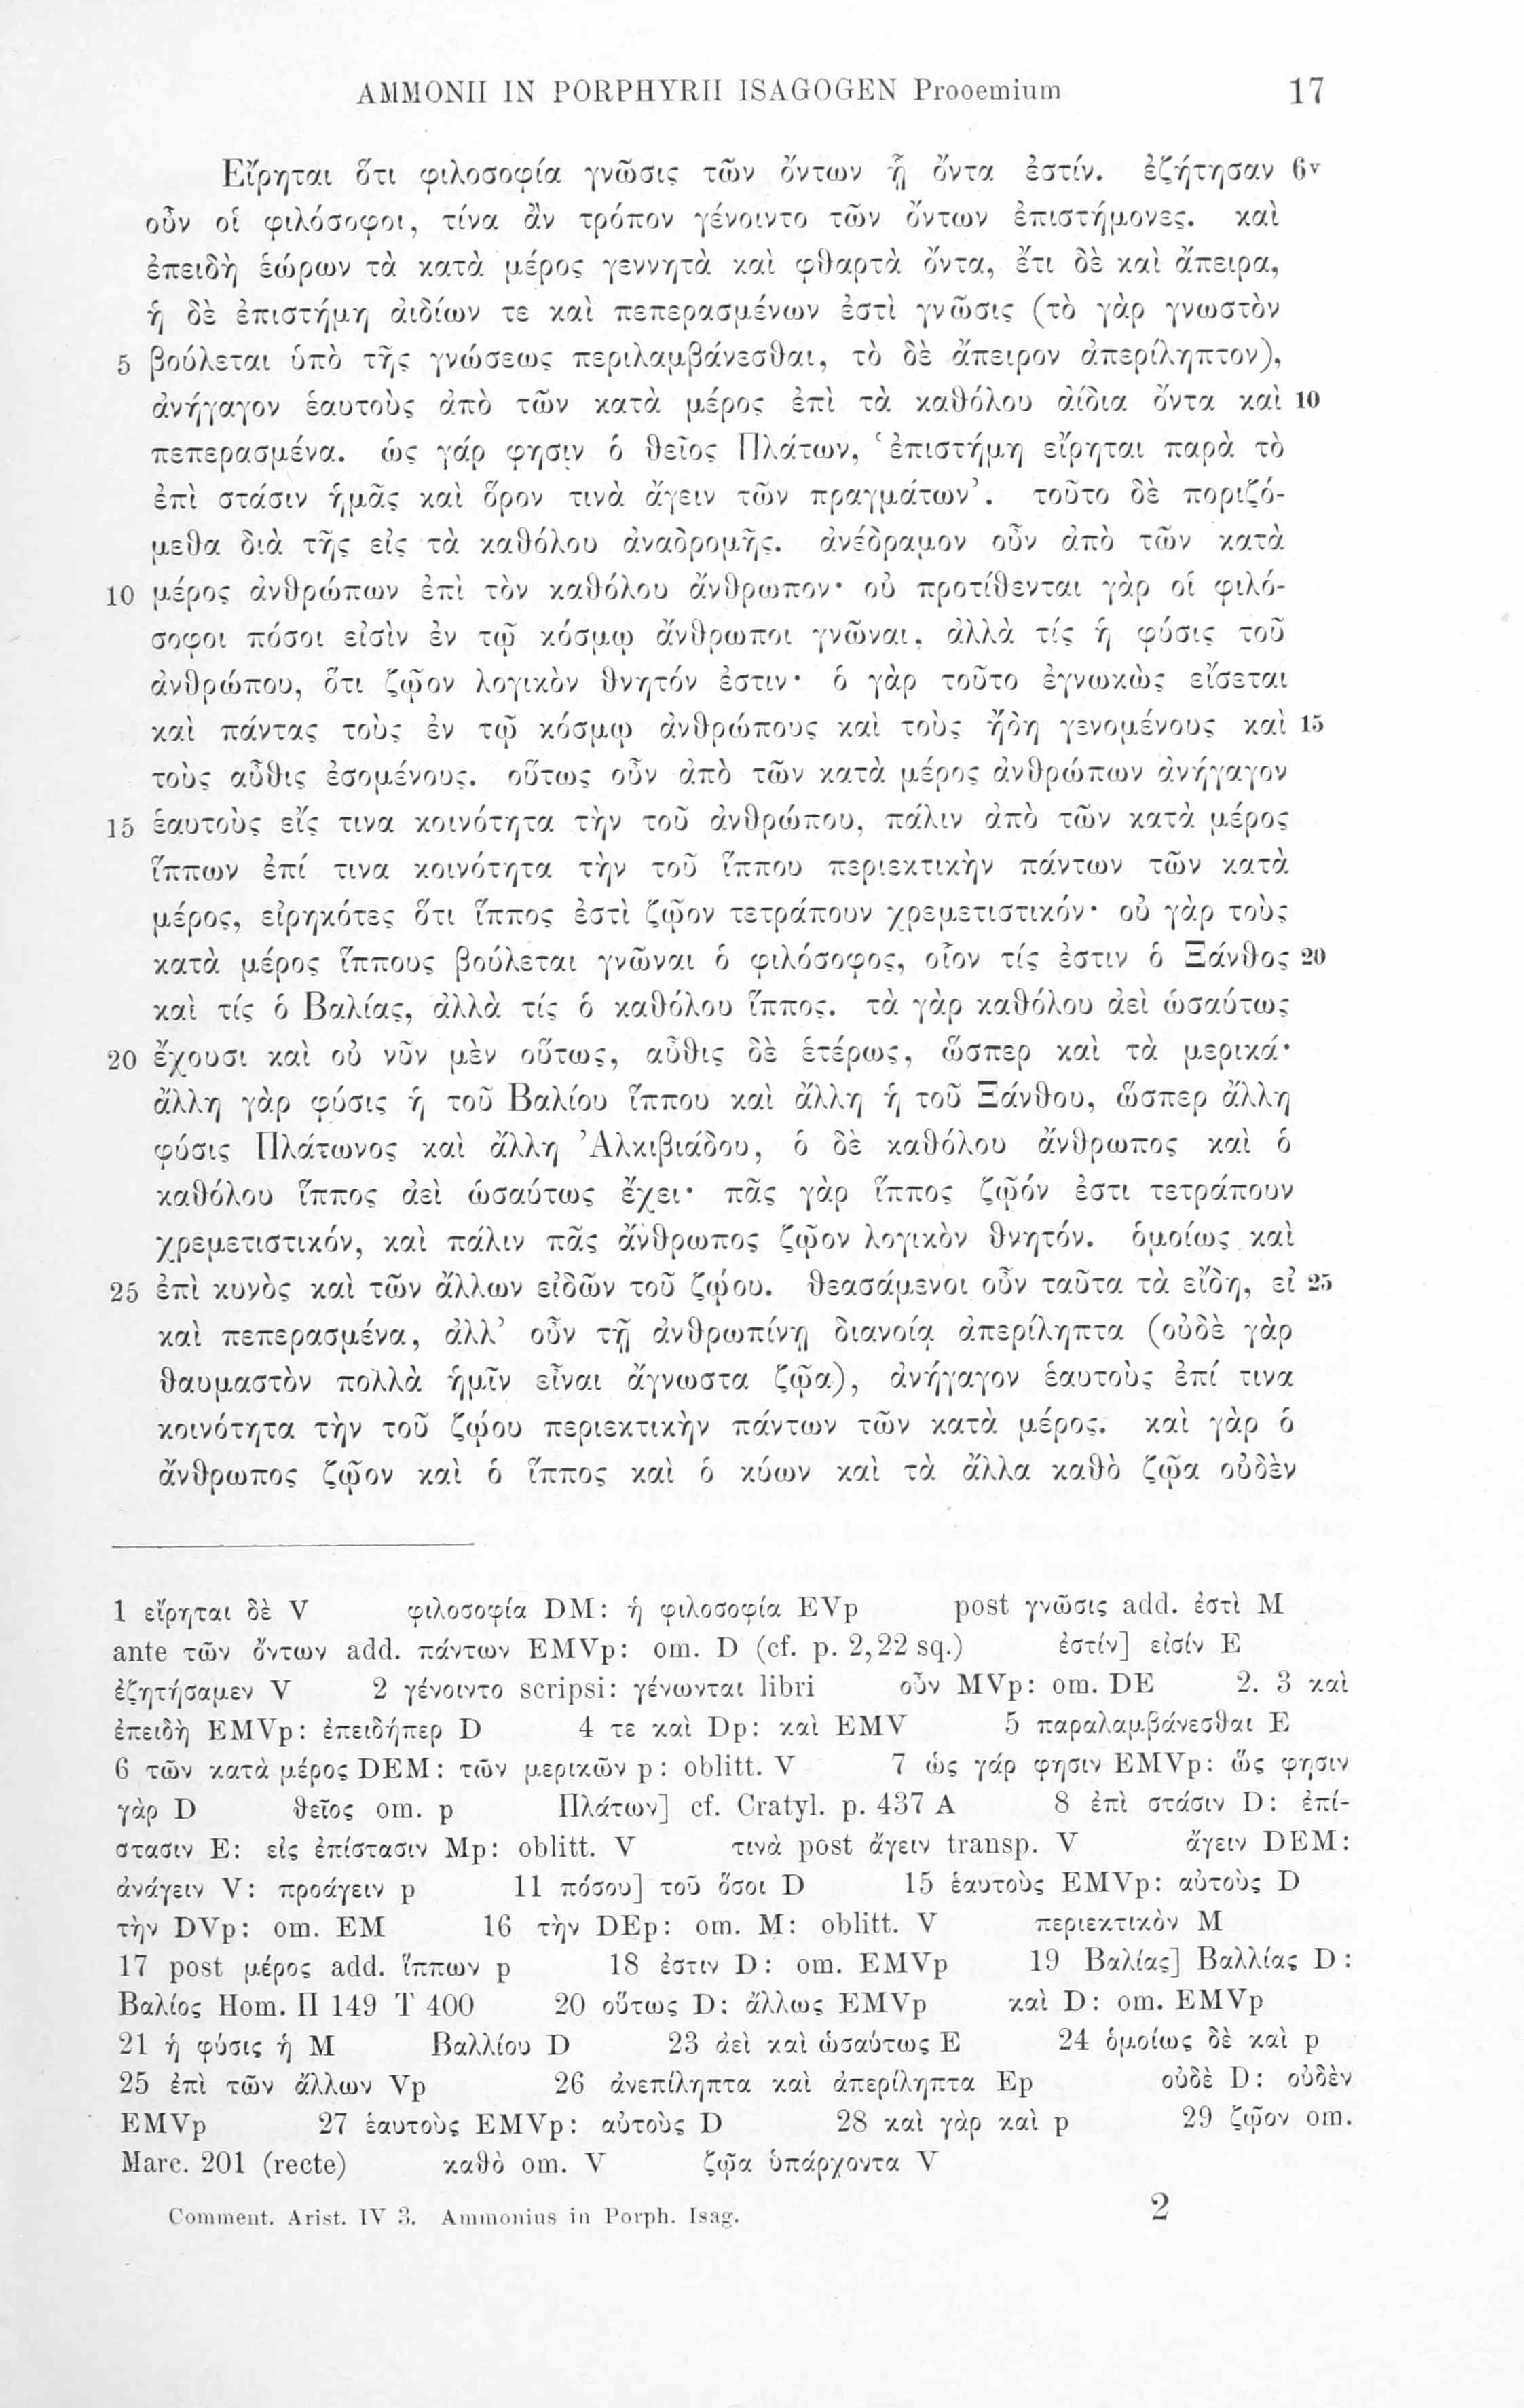 AMMONII IN PORPHYRII ISAGOGEN Prooemium 17
Εἴρηται ὅτι φιλοσοφία γνῶσις τῶν ὄντων ᾗ ὄντα ἐστίν. ἐζήτησαν 6v
οὖν οἱ φιλόσοφοι, τίνα ἂν τρόπον γένοιντο τῶν ὄντων ἐπιστήμονες. καὶ
ἐπειδὴ ἑώρων τὰ κατὰ μέρος γεννητὰ καὶ φθαρτὰ ὄντα, ἔτι δὲ καὶ ἄπειρα,
ἡ δὲ ἐπιστήμη ἀιδίων τε καὶ πεπερασμένων ἐστὶ γνῶσις (τὸ γὰρ γνωστὸν
5 βούλεται ὑπὸ τῆς γνώσεως περιλαμβάνεσθαι, τὸ δὲ ἄπειρον ἀπερίληπτον),
ἀνήγαγον ἑαυτοὺς ἀπὸ τῶν κατὰ μέρος ἐπὶ τὰ καθόλου ἀίδια ὄντα καὶ 10
πεπερασμένα. ὡς γάρ φησιν ὁ θεῖος Πλάτων, ‘ἐπιστήμη εἴρηται παρὰ τὸ
ἐπὶ στάσιν ἡμᾶς καὶ ὅρον τινὰ ἄγειν τῶν πραγμάτων’. τοῦτο δὲ ποριζό-
μεθα διὰ τῆς εἰς τὰ καθόλου ἀναδρομῆς. ἀνέδραμον οὖν ἀπὸ τῶν κατὰ
10 μέρος ἀνθρώπων ἐπὶ τὸν καθόλου ἄνθρωπον· οὐ προτίθενται γὰρ οἱ φιλό-
σοφοι πόσοι εἰσὶν ἐν τῷ κόσμῳ ἄνθρωποι γνῶναι, ἀλλὰ τίς ἡ φύσις τοῦ
ἀνθρώπου, ὅτι ζῷον λογικὸν θνητόν ἐστιν· ὁ γὰρ τοῦτο ἐγνωκὼς εἴσεται
καὶ πάντας τοὺς ἐν τῷ κόσμῳ ἀνθρώπους καὶ τοὺς ἤδη γενομένους καὶ 15
τοὺς αὖθις ἐσομένους. οὕτως οὖν ἀπὸ τῶν κατὰ μέρος ἀνθρώπων ἀνήγαγον
15 ἑαυτοὺς εἴς τινα κοινότητα τὴν τοῦ ἀνθρώπου, πάλιν ἀπὸ τῶν κατὰ μέρος
ἵππων ἐπί τινα κοινότητα τὴν τοῦ ἵππου περιεκτικὴν πάντων τῶν κατὰ
μέρος, εἰρηκότες ὅτι ἵππος ἐστὶ ζῷον τετράπουν χρεμετιστικόν· οὐ γὰρ τοὺς
κατὰ μέρος ἵππους βούλεται γνῶναι ὁ φιλόσοφος, οἷον τίς ἐστιν ὁ Ξάνθος 20
καὶ τίς ὁ Βαλίας, ἀλλὰ τίς ὁ καθόλου ἵππος. τὰ γὰρ καθόλου ἀεὶ ὡσαύτως
20 ἔχουσι καὶ οὐ νῦν μὲν οὕτως, αὖθις δὲ ἑτέρως, ὥσπερ καὶ τὰ μερικά·
ἄλλη γὰρ φύσις ἡ τοῦ Βαλίου ἵππου καὶ ἄλλη ἡ τοῦ Ξάνθου, ὥσπερ ἄλλη
φύσις Πλάτωνος καὶ ἄλλη Ἀλκιβιάδου, ὁ δὲ καθόλου ἄνθρωπος καὶ ὁ
καθόλου ἵππος ἀεὶ ὡσαύτως ἔχει· πᾶς γὰρ ἵππος ζῷόν ἐστι τετράπουν
χρεμετιστικόν, καὶ πάλιν πᾶς ἄνθρωπος ζῷον λογικὸν θνητόν. ὁμοίως καὶ
25 ἐπὶ κυνὸς καὶ τῶν ἄλλων εἰδῶν τοῦ ζῴου. θεασάμενοι οὖν ταῦτα τὰ εἴδη, εἰ 25
καὶ πεπερασμένα, ἀλλ’ οὖν τῇ ἀνθρωπίνῃ διανοίᾳ ἀπερίληπτα (οὐδὲ γὰρ
θαυμαστὸν πολλὰ ἡμῖν εἶναι ἄγνωστα ζῷα), ἀνήγαγον ἑαυτοὺς ἐπί τινα
κοινότητα τὴν τοῦ ζῴου περιεκτικὴν πάντων τῶν κατὰ μέρος. καὶ γὰρ ὁ
ἄνθρωπος ζῷον καὶ ὁ ἵππος καὶ ὁ κύων καὶ τὰ ἄλλα καθὸ ζῷα οὐδὲν
1 εἴρηται δὲ V φιλοσοφία DM: ἡ φιλοσοφία EVp post γνῶσις add. ἐστὶ M
ante τῶν ὄντων add. πάντων EMVp: om. D (cf. p. 2,22 sq.) ἐστίν] εἰσίν E
ἐζητήσαμεν V 2 γένοιντο scripsi: γένωνται libri οὖν MVp: om. DE 2. 3 καὶ
ἐπειδὴ EMVp: ἐπειδήπερ D 4 τε καὶ Dp: καὶ EMV 5 παραλαμβάνεσθαι E
6 τῶν κατὰ μέρος DEM: τῶν μερικῶν p: oblitt. V 7 ὡς γάρ φησιν EMVp: ὥς φησιν
γὰρ D θεῖος om. p Πλάτων] cf. Cratyl. p. 437 A 8 ἐπὶ στάσιν D: ἐπί-
στασιν E: εἰς ἐπίστασιν Mp: oblitt. V τινὰ post ἄγειν transp. V ἄγειν DEM:
ἀνάγειν V: προάγειν p 11 πόσου] τοῦ ὅσοι D 15 ἑαυτοὺς EMVp: αὐτοὺς D
τὴν DVp: om. EM 16 τὴν DEp: om. M: oblitt. V περιεκτικὸν M
17 post μέρος add. ἵππων p 18 ἐστιν D: om. EMVp 19 Βαλίας] Βαλλίας D:
Βαλίος Hom. Π 149 Τ 400 20 οὕτως D: ἄλλως EMVp καὶ D: om. EMVp
21 ἡ φύσις ἡ M Βαλλίου D 23 ἀεὶ καὶ ὡσαύτως E 24 ὁμοίως δὲ καὶ p
25 ἐπὶ τῶν ἄλλων Vp 26 ἀνεπίληπτα καὶ ἀπερίληπτα Ep οὐδὲ D: οὐδὲν
EMVp 27 ἑαυτοὺς EMVp: αὐτοὺς D 28 καὶ γὰρ καὶ p 29 ζῷον om.
Marc. 201 (recte) καθὸ om. V ζῷα ὑπάρχοντα V
Comment. Arist. IV 3. Ammonius in Porph. Isag. 2